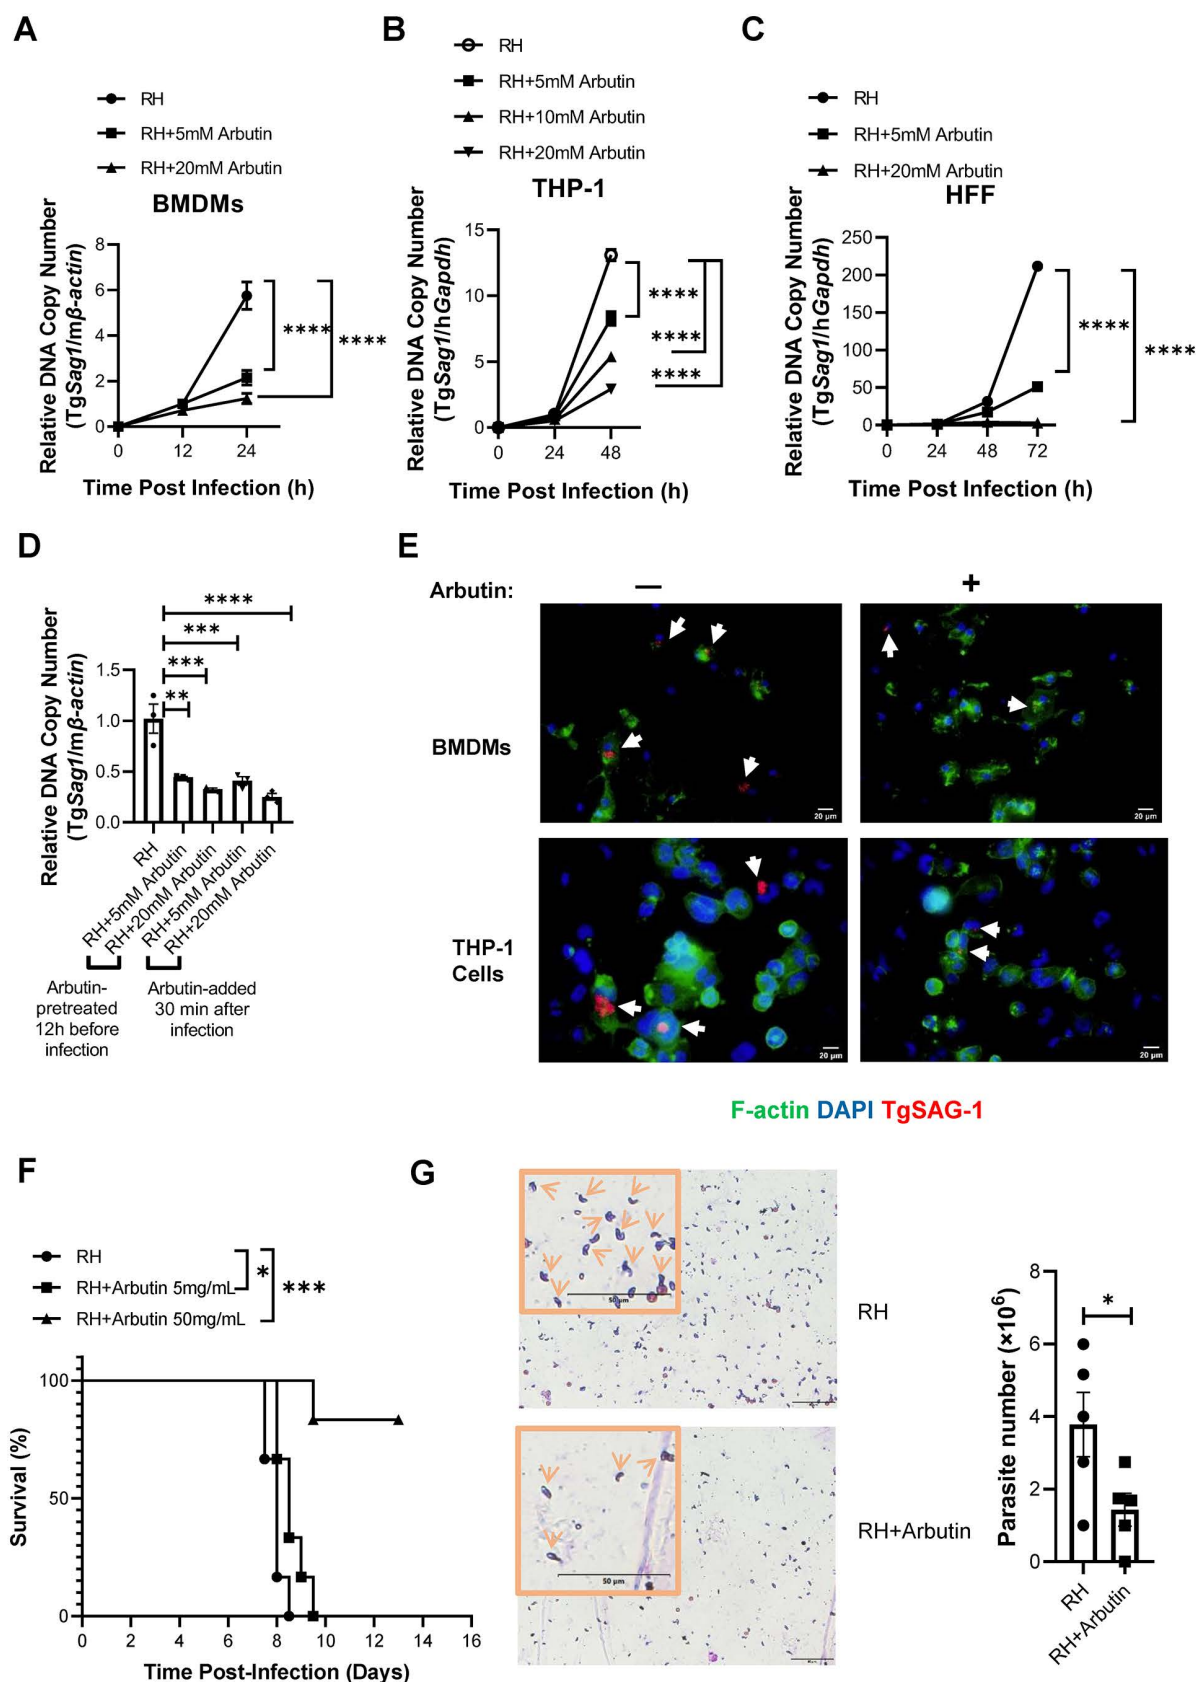 A
RH
RH+5mM Arbutin
RH+20mM Arbutin
BMDMs
Relative DNA Copy Number
(TgSag1/mβ-actin)
8
6
4
2
0
0 12 24
****
****
Time Post Infection (h)
B
RH
RH+5mM Arbutin
RH+10mM Arbutin
RH+20mM Arbutin
THP-1
Relative DNA Copy Number
(TgSag1/hGapdh)
15
10
5
0
0 24 48
****
****
****
Time Post Infection (h)
C
RH
RH+5mM Arbutin
RH+20mM Arbutin
HFF
Relative DNA Copy Number
(TgSag1/hGapdh)
250
200
150
100
50
0
0 24 48 72
****
****
Time Post Infection (h)
D
Relative DNA Copy Number
(TgSag1/mβ-actin)
1.5
1.0
0.5
0.0
****
***
***
**
RH
RH+5mM Arbutin
RH+20mM Arbutin
RH+5mM Arbutin
RH+20mM Arbutin
Arbutin-
pretreated
12h before
infection
Arbutin-added
30 min after
infection
E
Arbutin: — +
BMDMs
20 µm
20 µm
THP-1
Cells
20 µm
20 µm
F-actin DAPI TgSAG-1
F
RH
RH+Arbutin 5mg/mL
RH+Arbutin 50mg/mL
*
***
Survival (%)
100
50
0
0 2 4 6 8 10 12 14 16
Time Post-Infection (Days)
G
50 µm
RH
50 µm
RH+Arbutin
Parasite number (×10⁶)
8
6
4
2
0
*
RH
RH+Arbutin